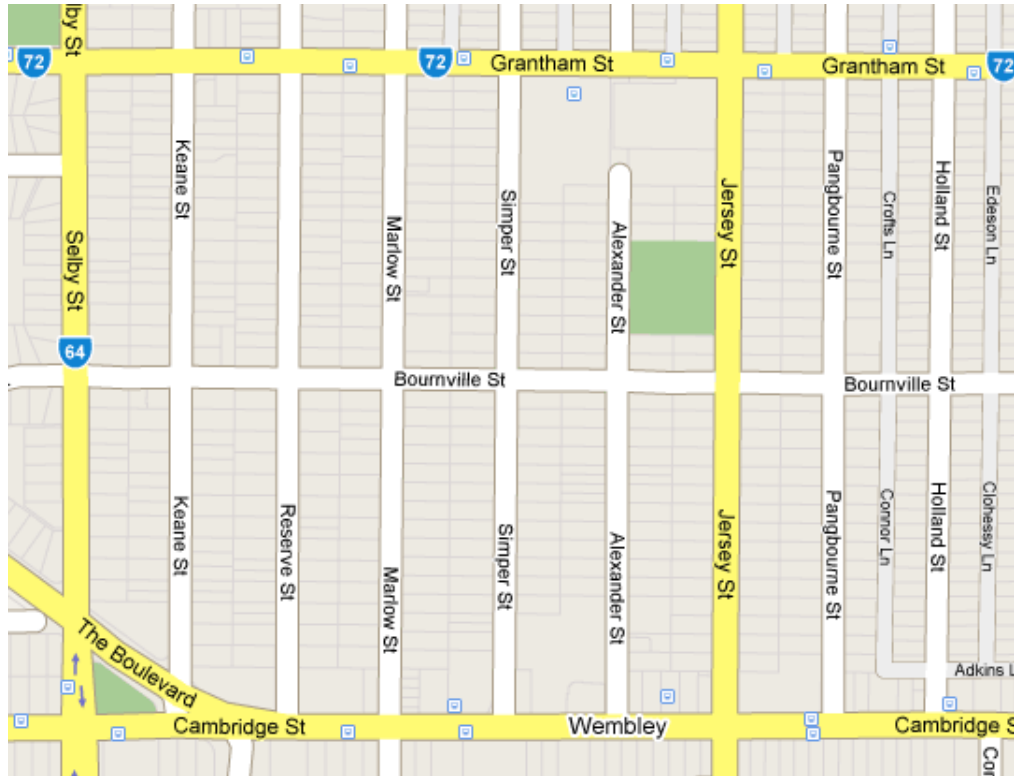 lby St
72
72
Grantham St
Grantham St
72
Keane St
Marlow St
Simper St
Alexander St
Jersey St
Pangbourne St
Crofts Ln
Holland St
Edeson Ln
Selby St
64
Bournville St
Bournville St
Keane St
Reserve St
Marlow St
Simper St
Alexander St
Jersey St
Pangbourne St
Connor Ln
Holland St
Clohessy Ln
The Boulevard
Adkins L
Cambridge St
Wembley
Cambridge S
Cor